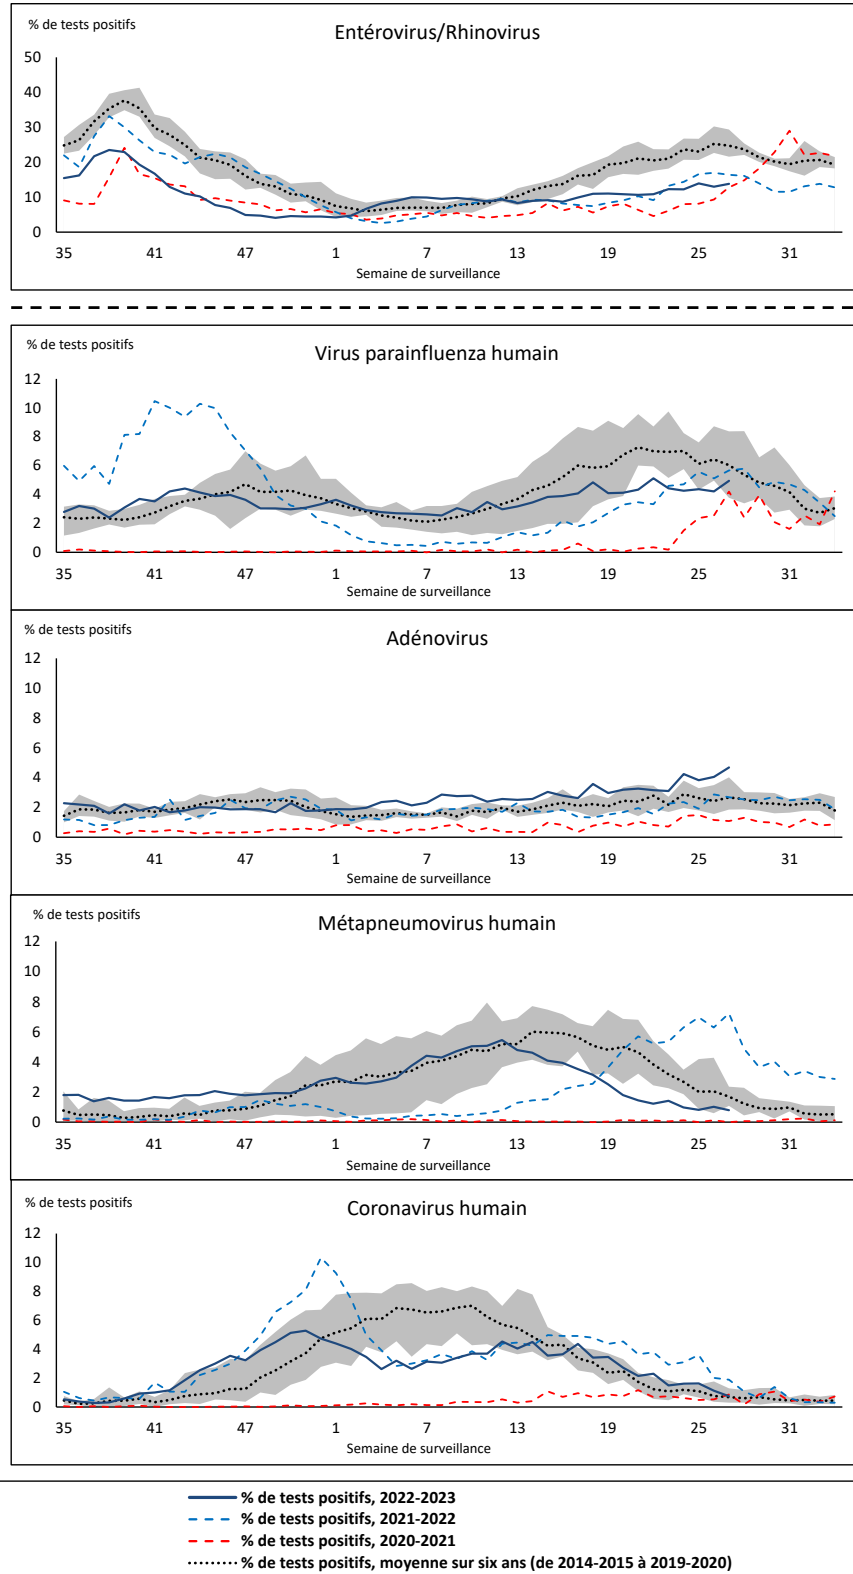 % de tests positifs
Entérovirus/Rhinovirus
50
40
30
20
10
0
35 41 47 1 7 13 19 25 31
Semaine de surveillance
% de tests positifs
Virus parainfluenza humain
12
10
8
6
4
2
0
35 41 47 1 7 13 19 25 31
Semaine de surveillance
% de tests positifs
Adénovirus
12
10
8
6
4
2
0
35 41 47 1 7 13 19 25 31
Semaine de surveillance
% de tests positifs
Métapneumovirus humain
12
10
8
6
4
2
0
35 41 47 1 7 13 19 25 31
Semaine de surveillance
% de tests positifs
Coronavirus humain
12
10
8
6
4
2
0
35 41 47 1 7 13 19 25 31
Semaine de surveillance
% de tests positifs, 2022-2023
% de tests positifs, 2021-2022
% de tests positifs, 2020-2021
% de tests positifs, moyenne sur six ans (de 2014-2015 à 2019-2020)